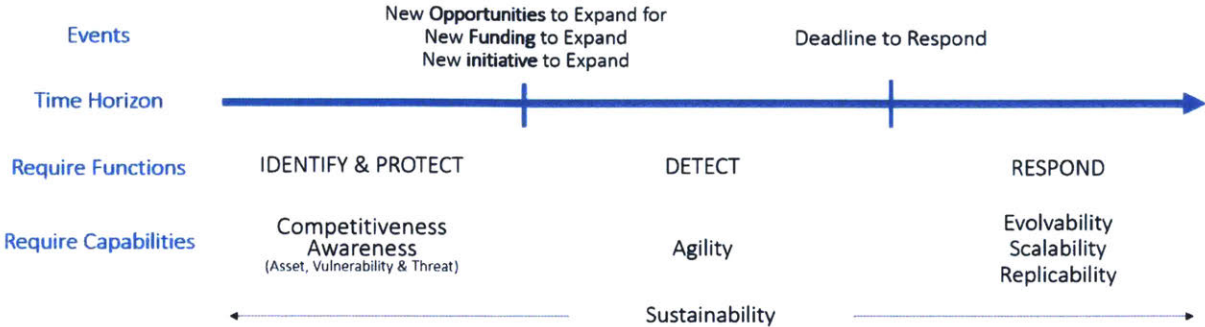 New Opportunities to Expand for
New Funding to Expand
New initiative to Expand
Events
Deadline to Respond
Time Horizon
Require Functions
IDENTIFY & PROTECT
DETECT
RESPOND
Require Capabilities
Competitiveness
Awareness
(Asset, Vulnerability & Threat)
Agility
Evolvability
Scalability
Replicability
Sustainability